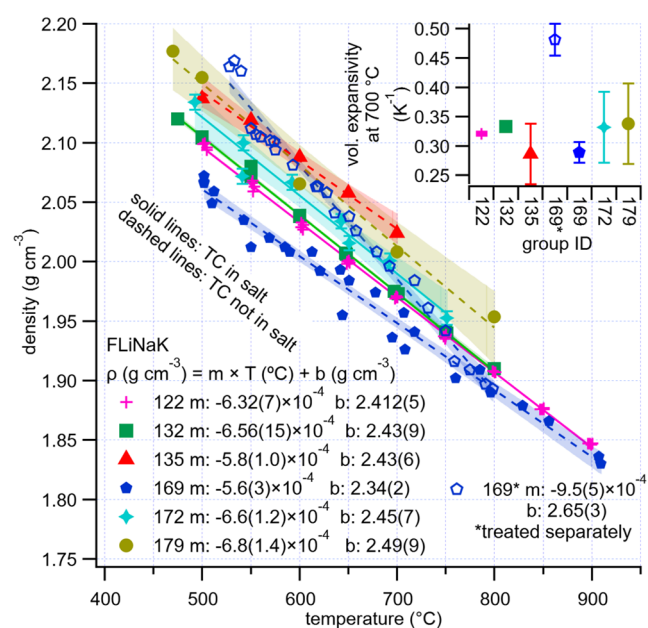 2.20
2.15
2.10
2.05
2.00
1.95
1.90
1.85
1.80
1.75
density (g cm⁻³)
400
500
600
700
800
900
temperature (°C)
0.50
0.45
0.40
0.35
0.30
0.25
vol. expansivity
at 700 °C
(K⁻¹)
122
132
135
169*
169
172
179
group ID
solid lines: TC in salt
dashed lines: TC not in salt
FLiNaK
ρ (g cm⁻³) = m × T (ºC) + b (g cm⁻³)
122 m: -6.32(7)×10⁻⁴ b: 2.412(5)
132 m: -6.56(15)×10⁻⁴ b: 2.43(9)
135 m: -5.8(1.0)×10⁻⁴ b: 2.43(6)
169 m: -5.6(3)×10⁻⁴ b: 2.34(2)
172 m: -6.6(1.2)×10⁻⁴ b: 2.45(7)
179 m: -6.8(1.4)×10⁻⁴ b: 2.49(9)
169* m: -9.5(5)×10⁻⁴
b: 2.65(3)
*treated separately